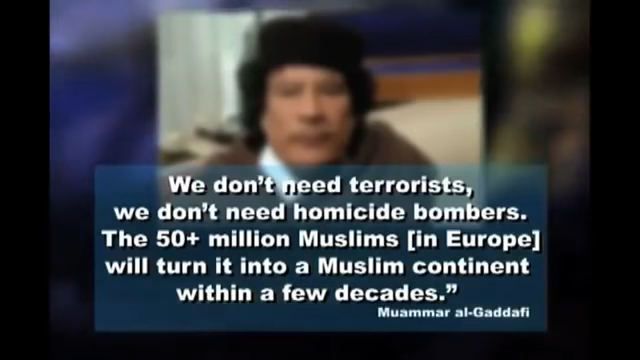 We don't need terrorists,
we don't need homicide bombers.
The 50+ million Muslims [in Europe]
will turn it into a Muslim continent
within a few decades.”
Muammar al-Gaddafi